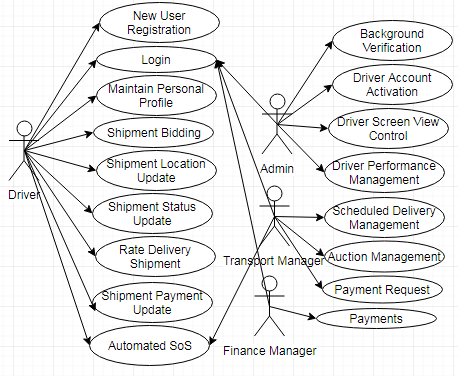 New User
Registration
Login
Maintain Personal
Profile
Shipment Bidding
Shipment Location
Update
Shipment Status
Update
Rate Delivery
Shipment
Shipment Payment
Update
Automated SoS
Driver
Background
Verification
Driver Account
Activation
Driver Screen View
Control
Driver Performance
Management
Admin
Scheduled Delivery
Management
Auction Management
Payment Request
Transport Manager
Payments
Finance Manager